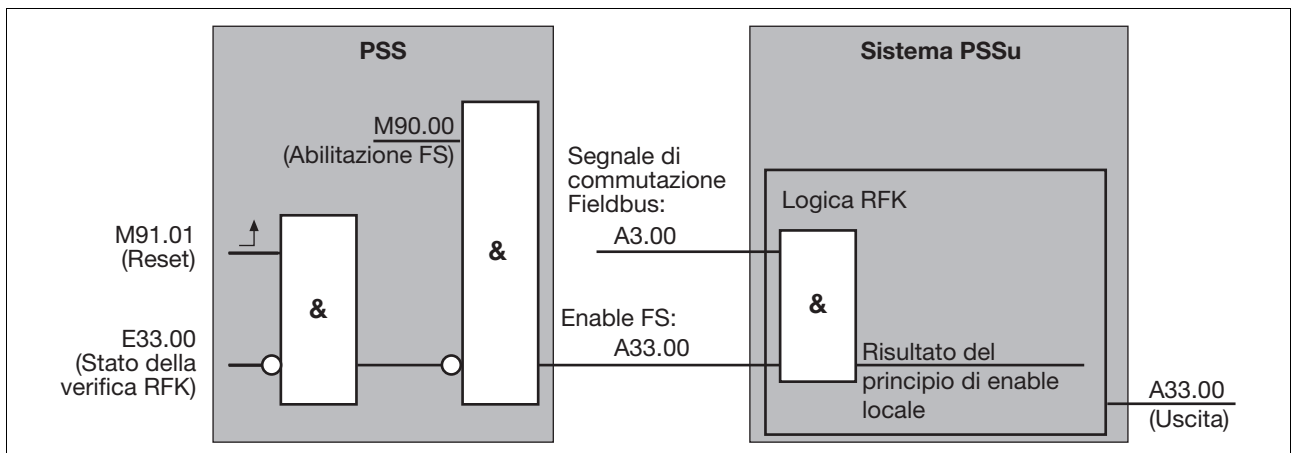 PSS
M90.00
(Abilitazione FS)
M91.01
(Reset)
&
E33.00
(Stato della
verifica RFK)
&
Segnale di
commutazione
Fieldbus:
A3.00
Enable FS:
A33.00
Sistema PSSu
Logica RFK
&
Risultato del
principio di enable
locale
A33.00
(Uscita)